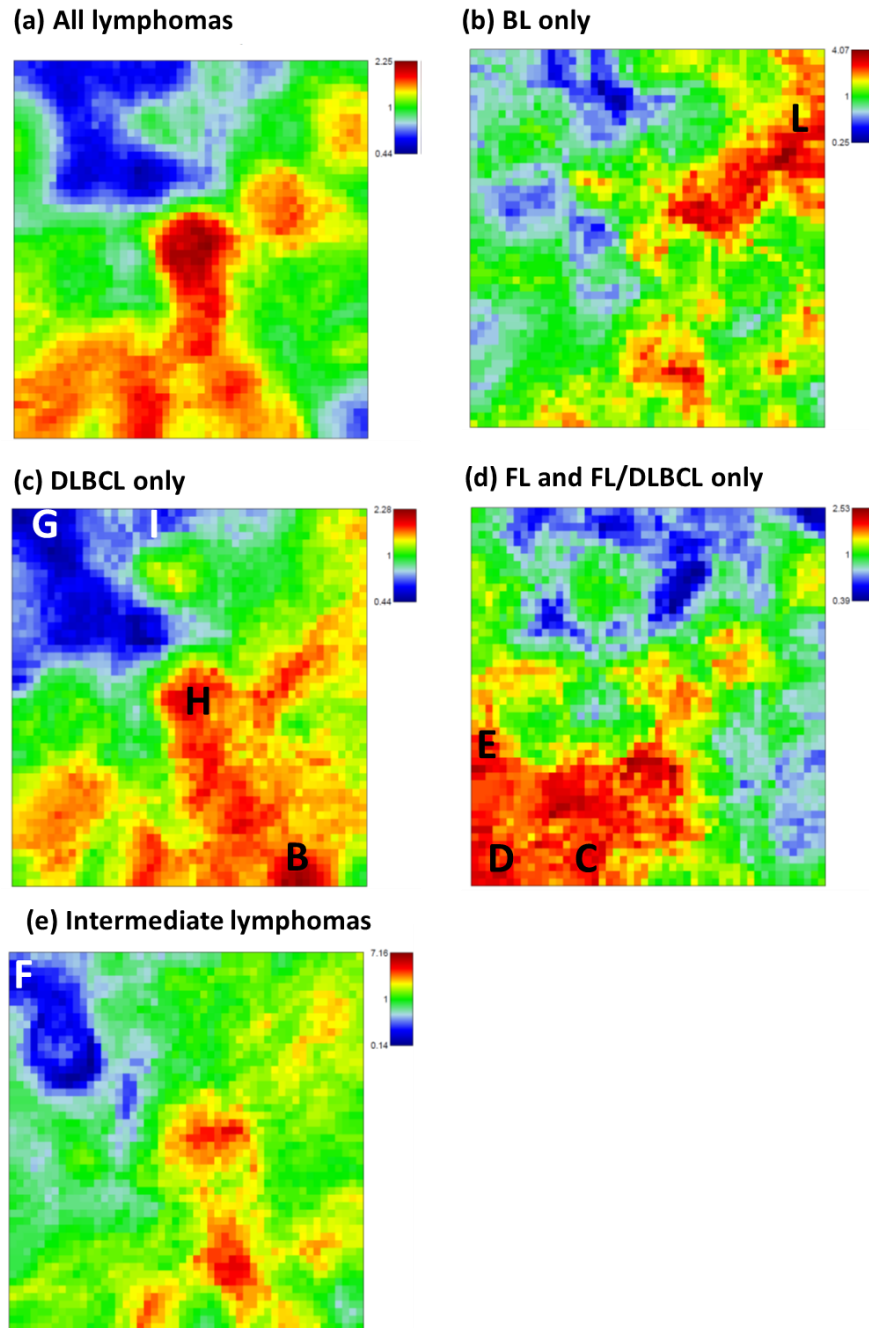 (a) All lymphomas
2.25
1
0.44
(b) BL only
4.07
1
0.25
L
(c) DLBCL only
2.28
1
0.44
G I
H
B
(d) FL and FL/DLBCL only
2.53
1
0.39
E
D C
(e) Intermediate lymphomas
7.16
1
0.14
F